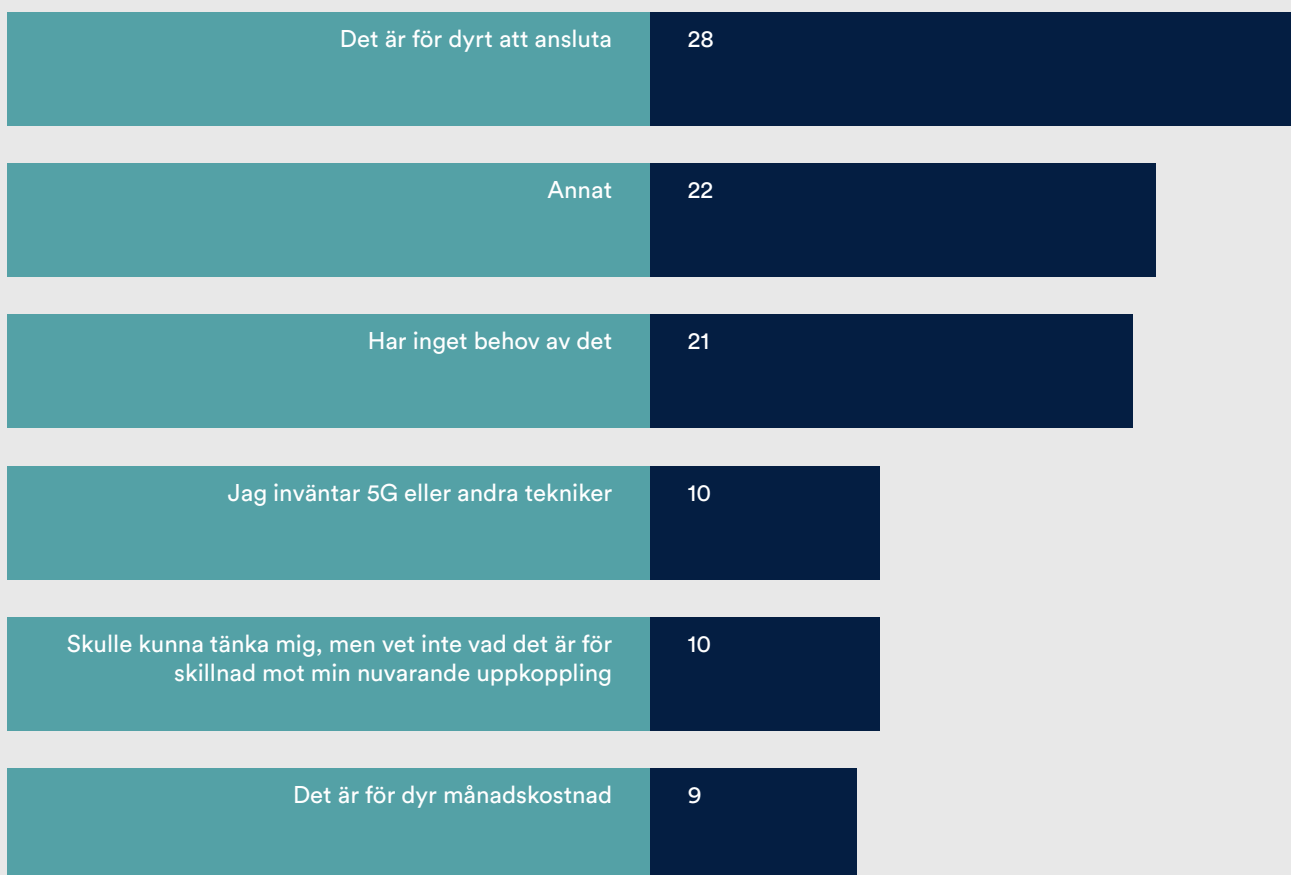 Det är för dyrt att ansluta 28
Annat 22
Har inget behov av det 21
Jag inväntar 5G eller andra tekniker 10
Skulle kunna tänka mig, men vet inte vad det är för 10
skillnad mot min nuvarande uppkoppling
Det är för dyr månadskostnad 9